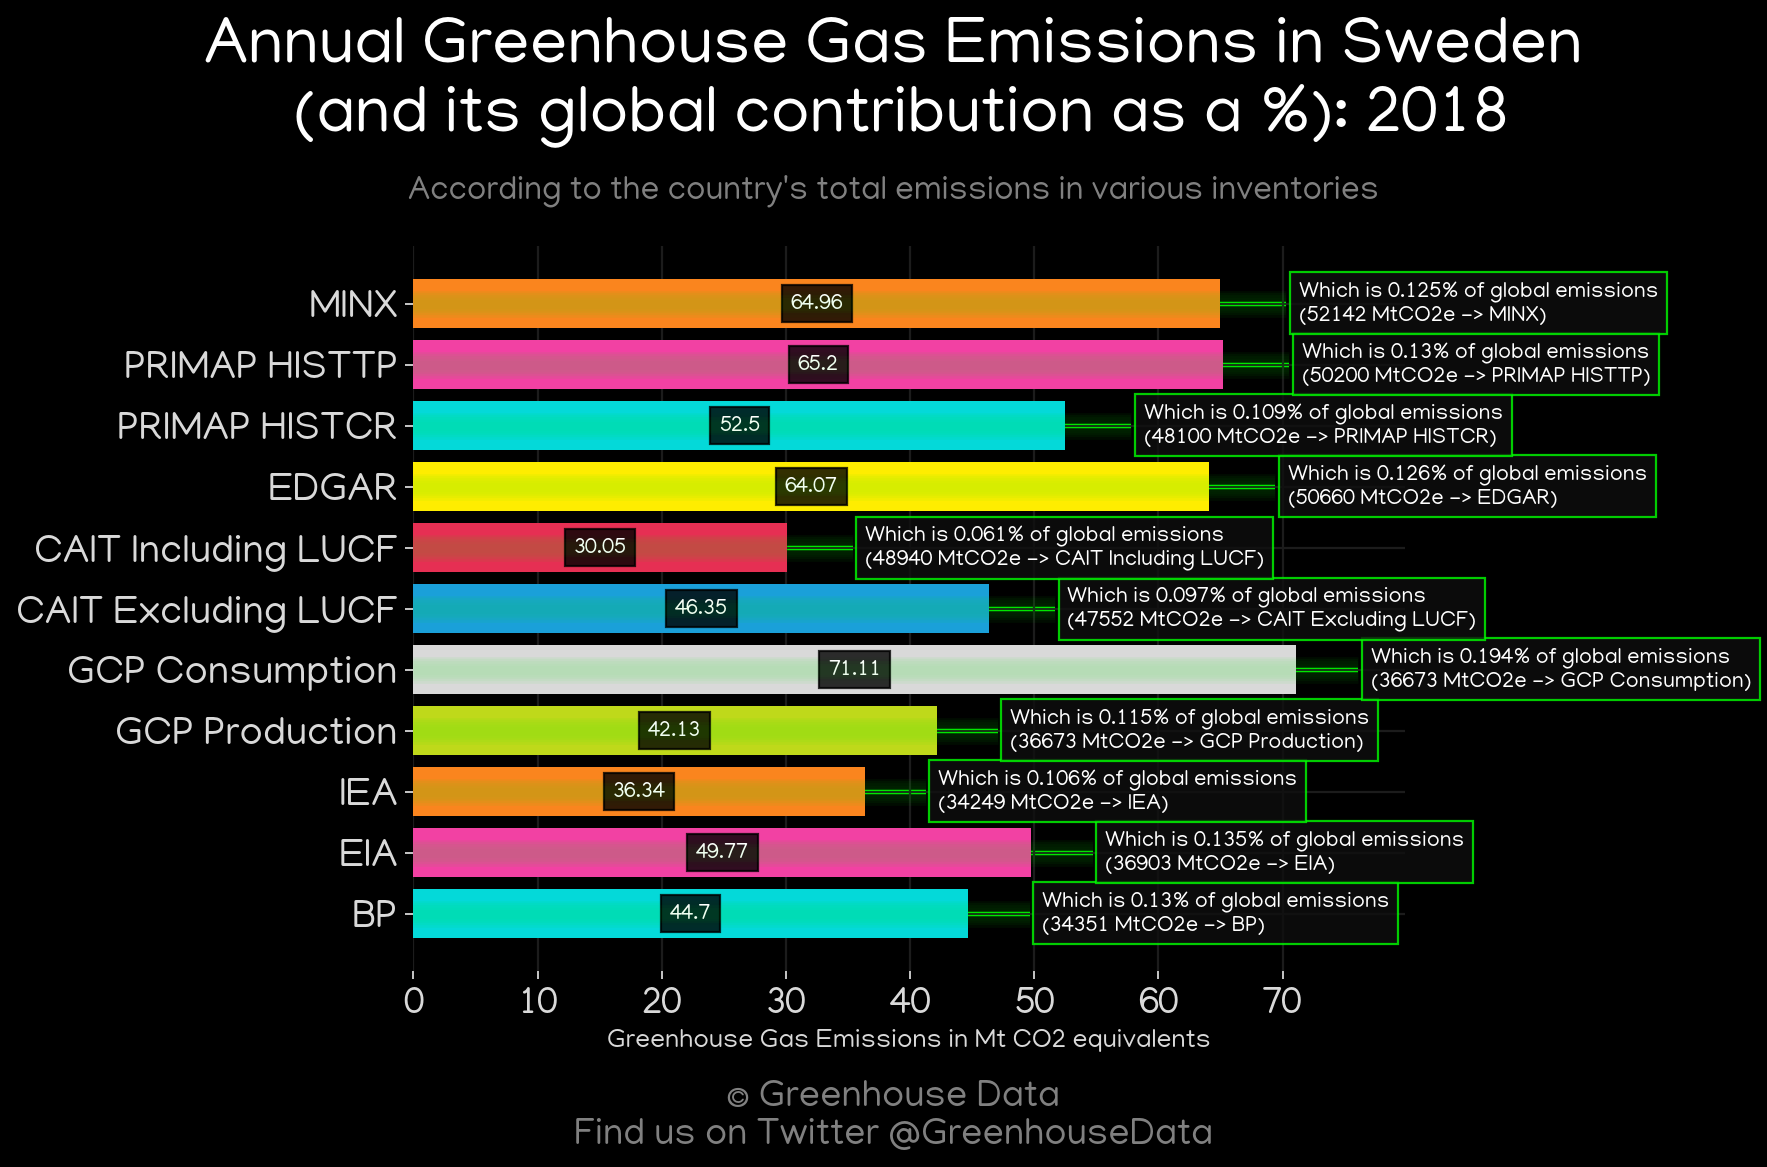 Annual Greenhouse Gas Emissions in Sweden
(and its global contribution as a %): 2018
According to the country's total emissions in various inventories
MINX
64.96
Which is 0.125% of global emissions
(52142 MtCO2e -> MINX)
PRIMAP HISTTP
65.2
Which is 0.13% of global emissions
(50200 MtCO2e -> PRIMAP HISTTP)
PRIMAP HISTCR
52.5
Which is 0.109% of global emissions
(48100 MtCO2e -> PRIMAP HISTCR)
EDGAR
64.07
Which is 0.126% of global emissions
(50660 MtCO2e -> EDGAR)
CAIT Including LUCF
30.05
Which is 0.061% of global emissions
(48940 MtCO2e -> CAIT Including LUCF)
CAIT Excluding LUCF
46.35
Which is 0.097% of global emissions
(47552 MtCO2e -> CAIT Excluding LUCF)
GCP Consumption
71.11
Which is 0.194% of global emissions
(36673 MtCO2e -> GCP Consumption)
GCP Production
42.13
Which is 0.115% of global emissions
(36673 MtCO2e -> GCP Production)
IEA
36.34
Which is 0.106% of global emissions
(34249 MtCO2e -> IEA)
EIA
49.77
Which is 0.135% of global emissions
(36903 MtCO2e -> EIA)
BP
44.7
Which is 0.13% of global emissions
(34351 MtCO2e -> BP)
0 10 20 30 40 50 60 70
Greenhouse Gas Emissions in Mt CO2 equivalents
© Greenhouse Data
Find us on Twitter @GreenhouseData